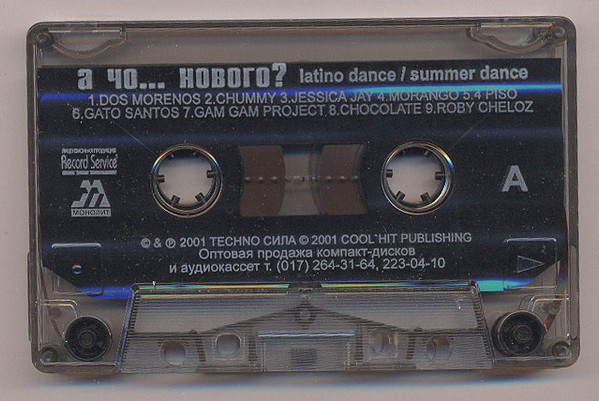 а чо... нового? latino dance / summer dance
1.DOS MORENOS 2.CHUMMY 3.JESSICA JAY 4.MORANGO 5.4 PISO
6.GATO SANTOS 7.GAM GAM PROJECT 8.CHOCOLATE 9.ROBY CHELOZ
ЛИЦЕНЗИОННАЯ ПРОДУКЦИЯ
Record Service
МОНОЛИТ
A
© & ℗ 2001 TECHNO СИЛА © 2001 COOL`HIT PUBLISHING
Оптовая продажа компакт-дисков
и аудиокассет т. (017) 264-31-64, 223-04-10